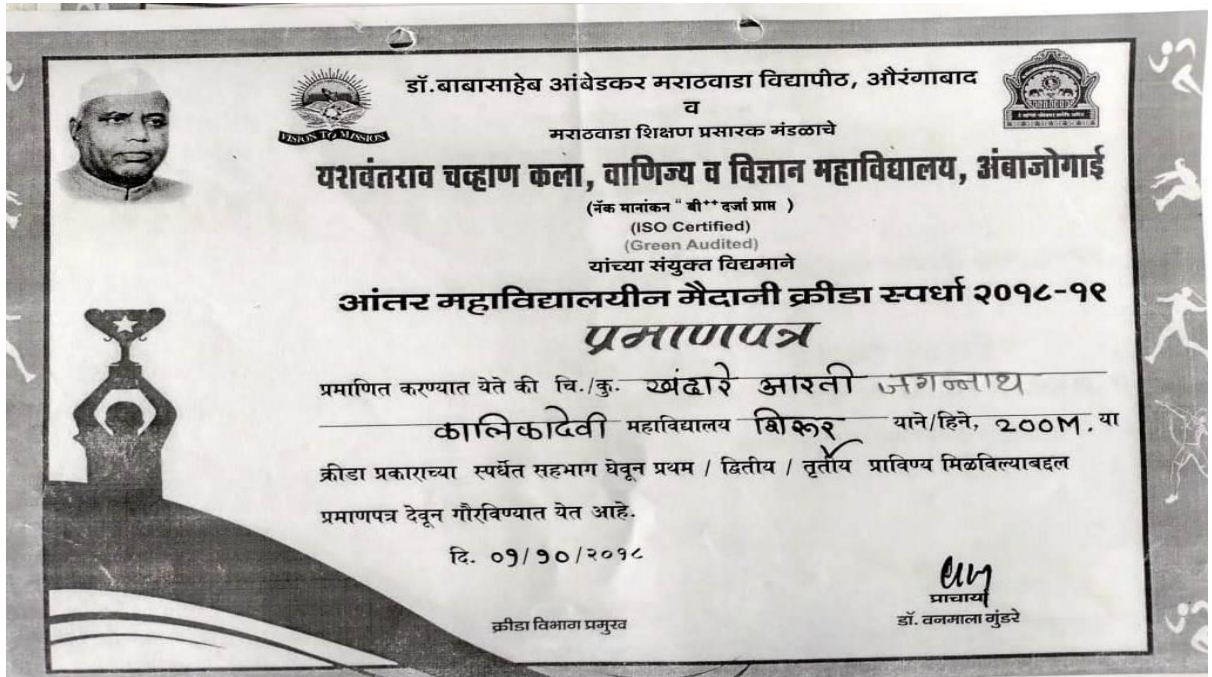 डॉ.बाबासाहेब आंबेडकर मराठवाडा विद्यापीठ, औरंगाबाद
व
मराठवाडा शिक्षण प्रसारक मंडळाचे
VISION TO MISSION
यशवंतराव चव्हाण कला, वाणिज्य व विज्ञान महाविद्यालय, अंबाजोगाई
(नॅक मानांकन " बी++ दर्जा प्राप्त )
(ISO Certified)
(Green Audited)
यांच्या संयुक्त विद्यमाने
आंतर महाविद्यालयीन मैदानी क्रीडा स्पर्धा २०१८-१९
प्रमाणपत्र
प्रमाणित करण्यात येते की चि./कु. खंदारे आरती जगन्नाथ
कालिकादेवी महाविद्यालय शिरूर याने/हिने, 200M. या
क्रीडा प्रकाराच्या स्पर्धेत सहभाग घेवून प्रथम / द्वितीय / तृतीय प्राविण्य मिळविल्याबद्दल
प्रमाणपत्र देवून गौरविण्यात येत आहे.
दि. ०१/१०/२०१८
प्राचार्य
क्रीडा विभाग प्रमुख
डॉ. वनमाला गुंडरे